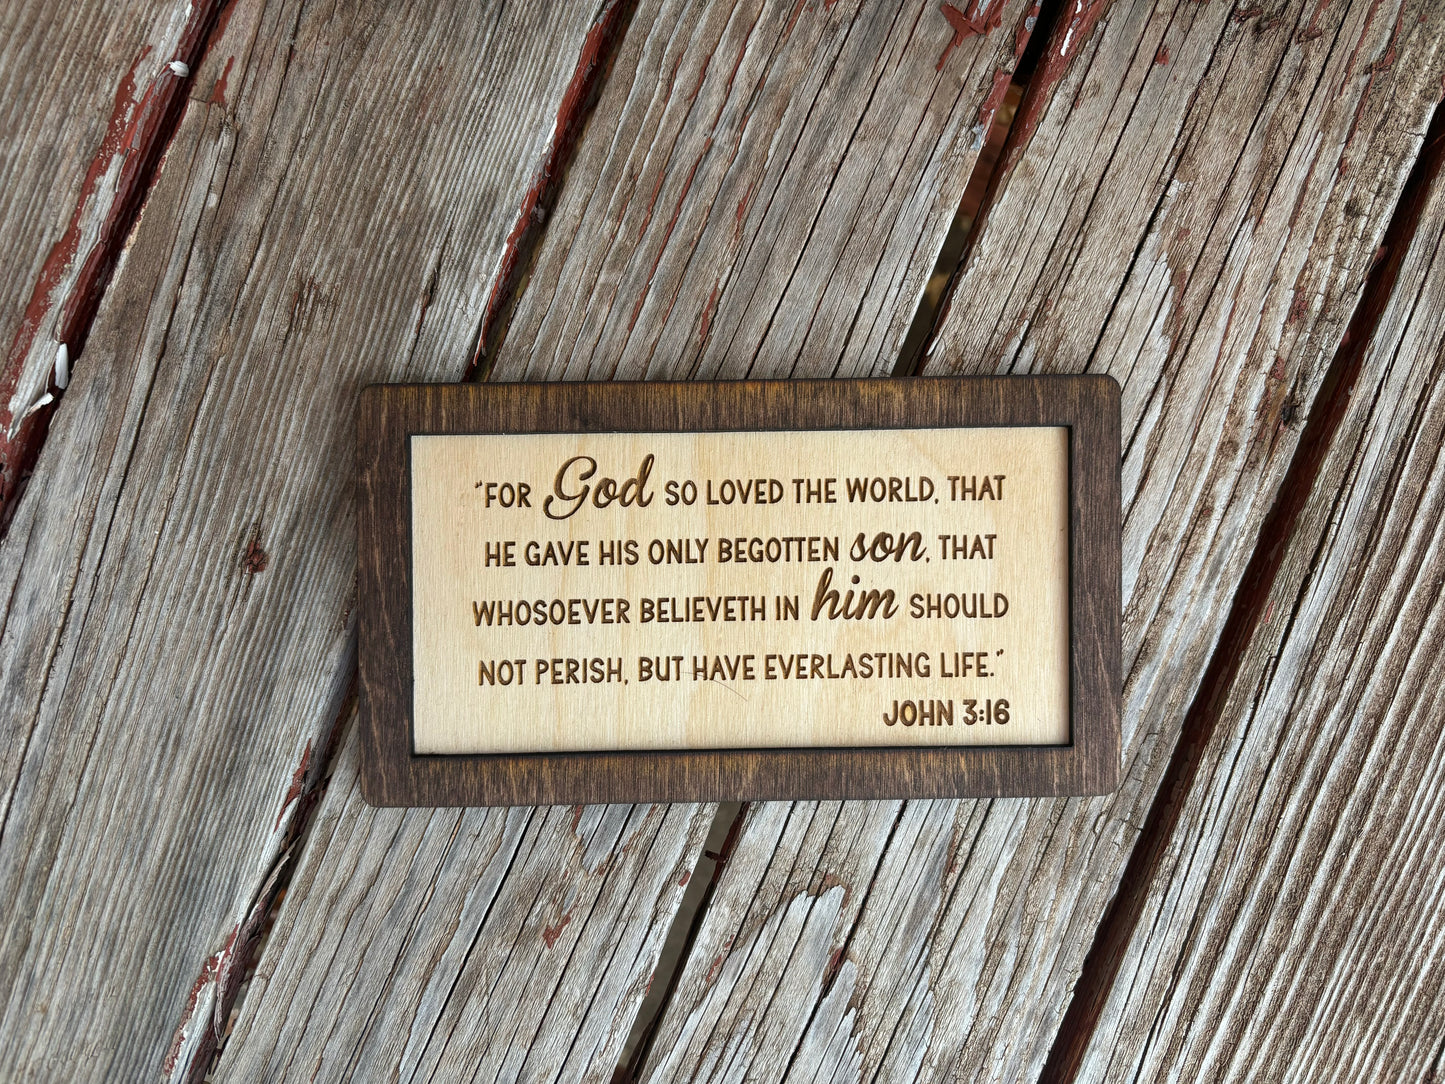 "FOR God SO LOVED THE WORLD, THAT
HE GAVE HIS ONLY BEGOTTEN son, THAT
WHOSOEVER BELIEVETH IN him SHOULD
NOT PERISH, BUT HAVE EVERLASTING LIFE."
JOHN 3:16